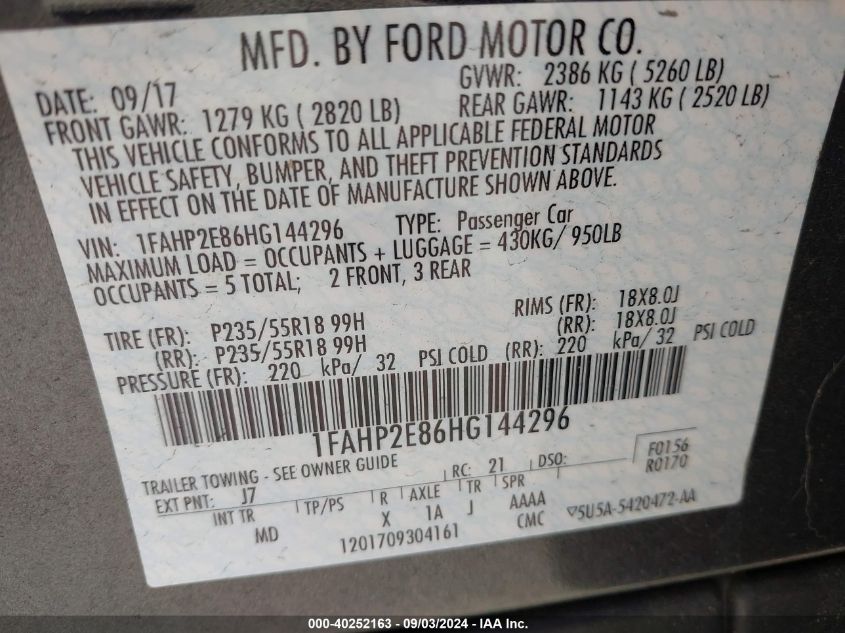 MFD. BY FORD MOTOR CO.
DATE: 09/17 GVWR: 2386 KG ( 5260 LB)
FRONT GAWR: 1279 KG ( 2820 LB) REAR GAWR: 1143 KG ( 2520 LB)
THIS VEHICLE CONFORMS TO ALL APPLICABLE FEDERAL MOTOR
VEHICLE SAFETY, BUMPER, AND THEFT PREVENTION STANDARDS
IN EFFECT ON THE DATE OF MANUFACTURE SHOWN ABOVE.
VIN: 1FAHP2E86HG144296 TYPE: Passenger Car
MAXIMUM LOAD = OCCUPANTS + LUGGAGE = 430KG/ 950LB
OCCUPANTS = 5 TOTAL; 2 FRONT, 3 REAR
TIRE (FR): P235/55R18 99H RIMS (FR): 18X8.0J
(RR): P235/55R18 99H (RR): 18X8.0J
PRESSURE (FR): 220 kPa/ 32 PSI COLD (RR): 220 kPa/ 32 PSI COLD
1FAHP2E86HG144296
TRAILER TOWING - SEE OWNER GUIDE RC: 21 DSO: F0156
EXT PNT: J7 R0170
INT TR TP/PS R AXLE TR SPR
MD X 1A J AAAA
1201709304161 CMC 5U5A-5420472-AA
000-40252163 - 09/03/2024 - IAA Inc.